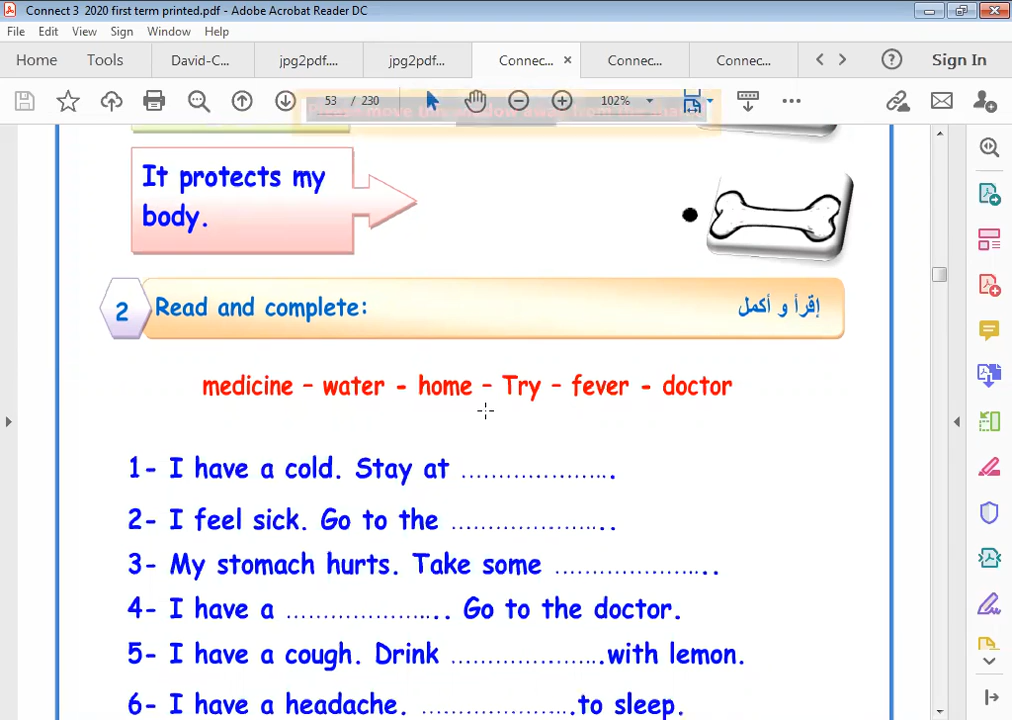 Connect 3 2020 first term printed.pdf - Adobe Acrobat Reader DC
File Edit View Sign Window Help
Home Tools David-C... jpg2pdf.... jpg2pdf... Connec... Connec... Connec... Sign In
53 / 230 102%
It protects my
body.
2 Read and complete: إقرأ و أكمل
medicine – water - home – Try – fever - doctor
1- I have a cold. Stay at ………………….
2- I feel sick. Go to the …………………..
3- My stomach hurts. Take some …………………..
4- I have a ………………….. Go to the doctor.
5- I have a cough. Drink ………………….with lemon.
6- I have a headache. ………………….to sleep.